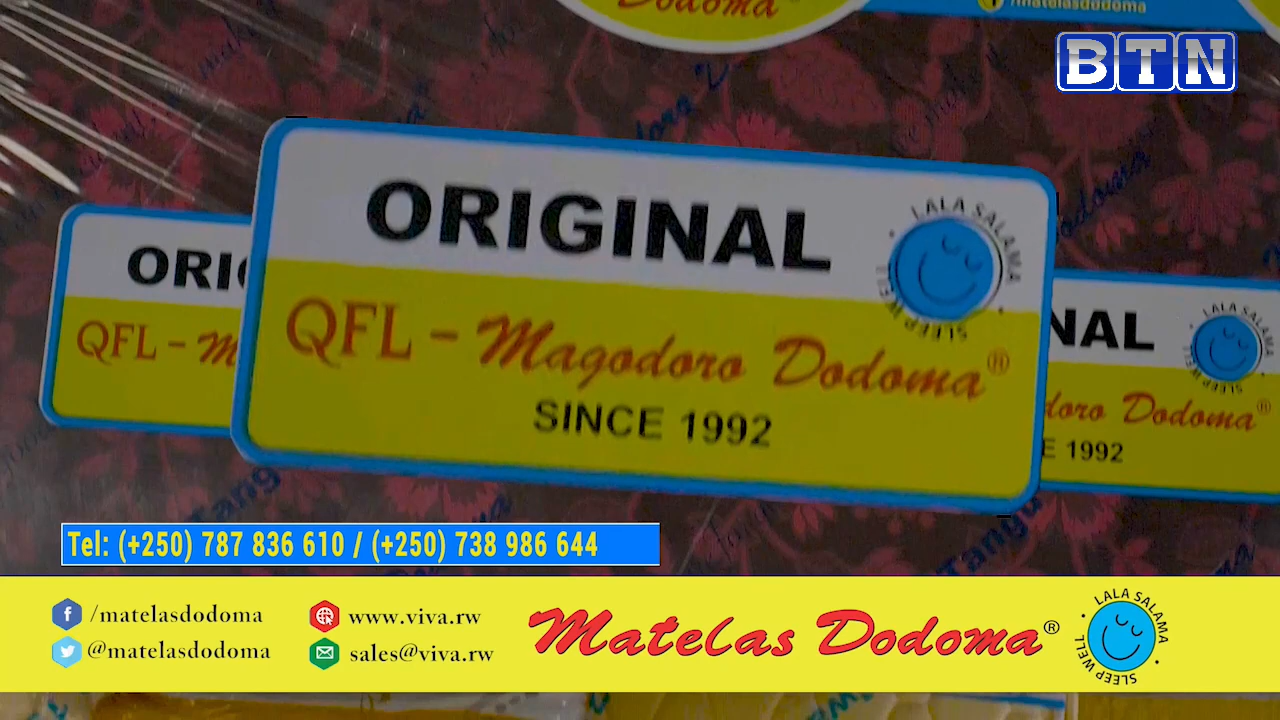 Dodoma
/matelasdodoma
BTN
ORIGINAL
LALA SALAMA
SLEEP WELL
QFL - Magodoro Dodoma®
SINCE 1992
QFL -
NAL
LALA SALAMA
SLEEP WELL
Dodoma®
1992
Tel: (+250) 787 836 610 / (+250) 738 986 644
/matelasdodoma
www.viva.rw
@matelasdodoma
sales@viva.rw
Matelas Dodoma®
LALA SALAMA
SLEEP WELL